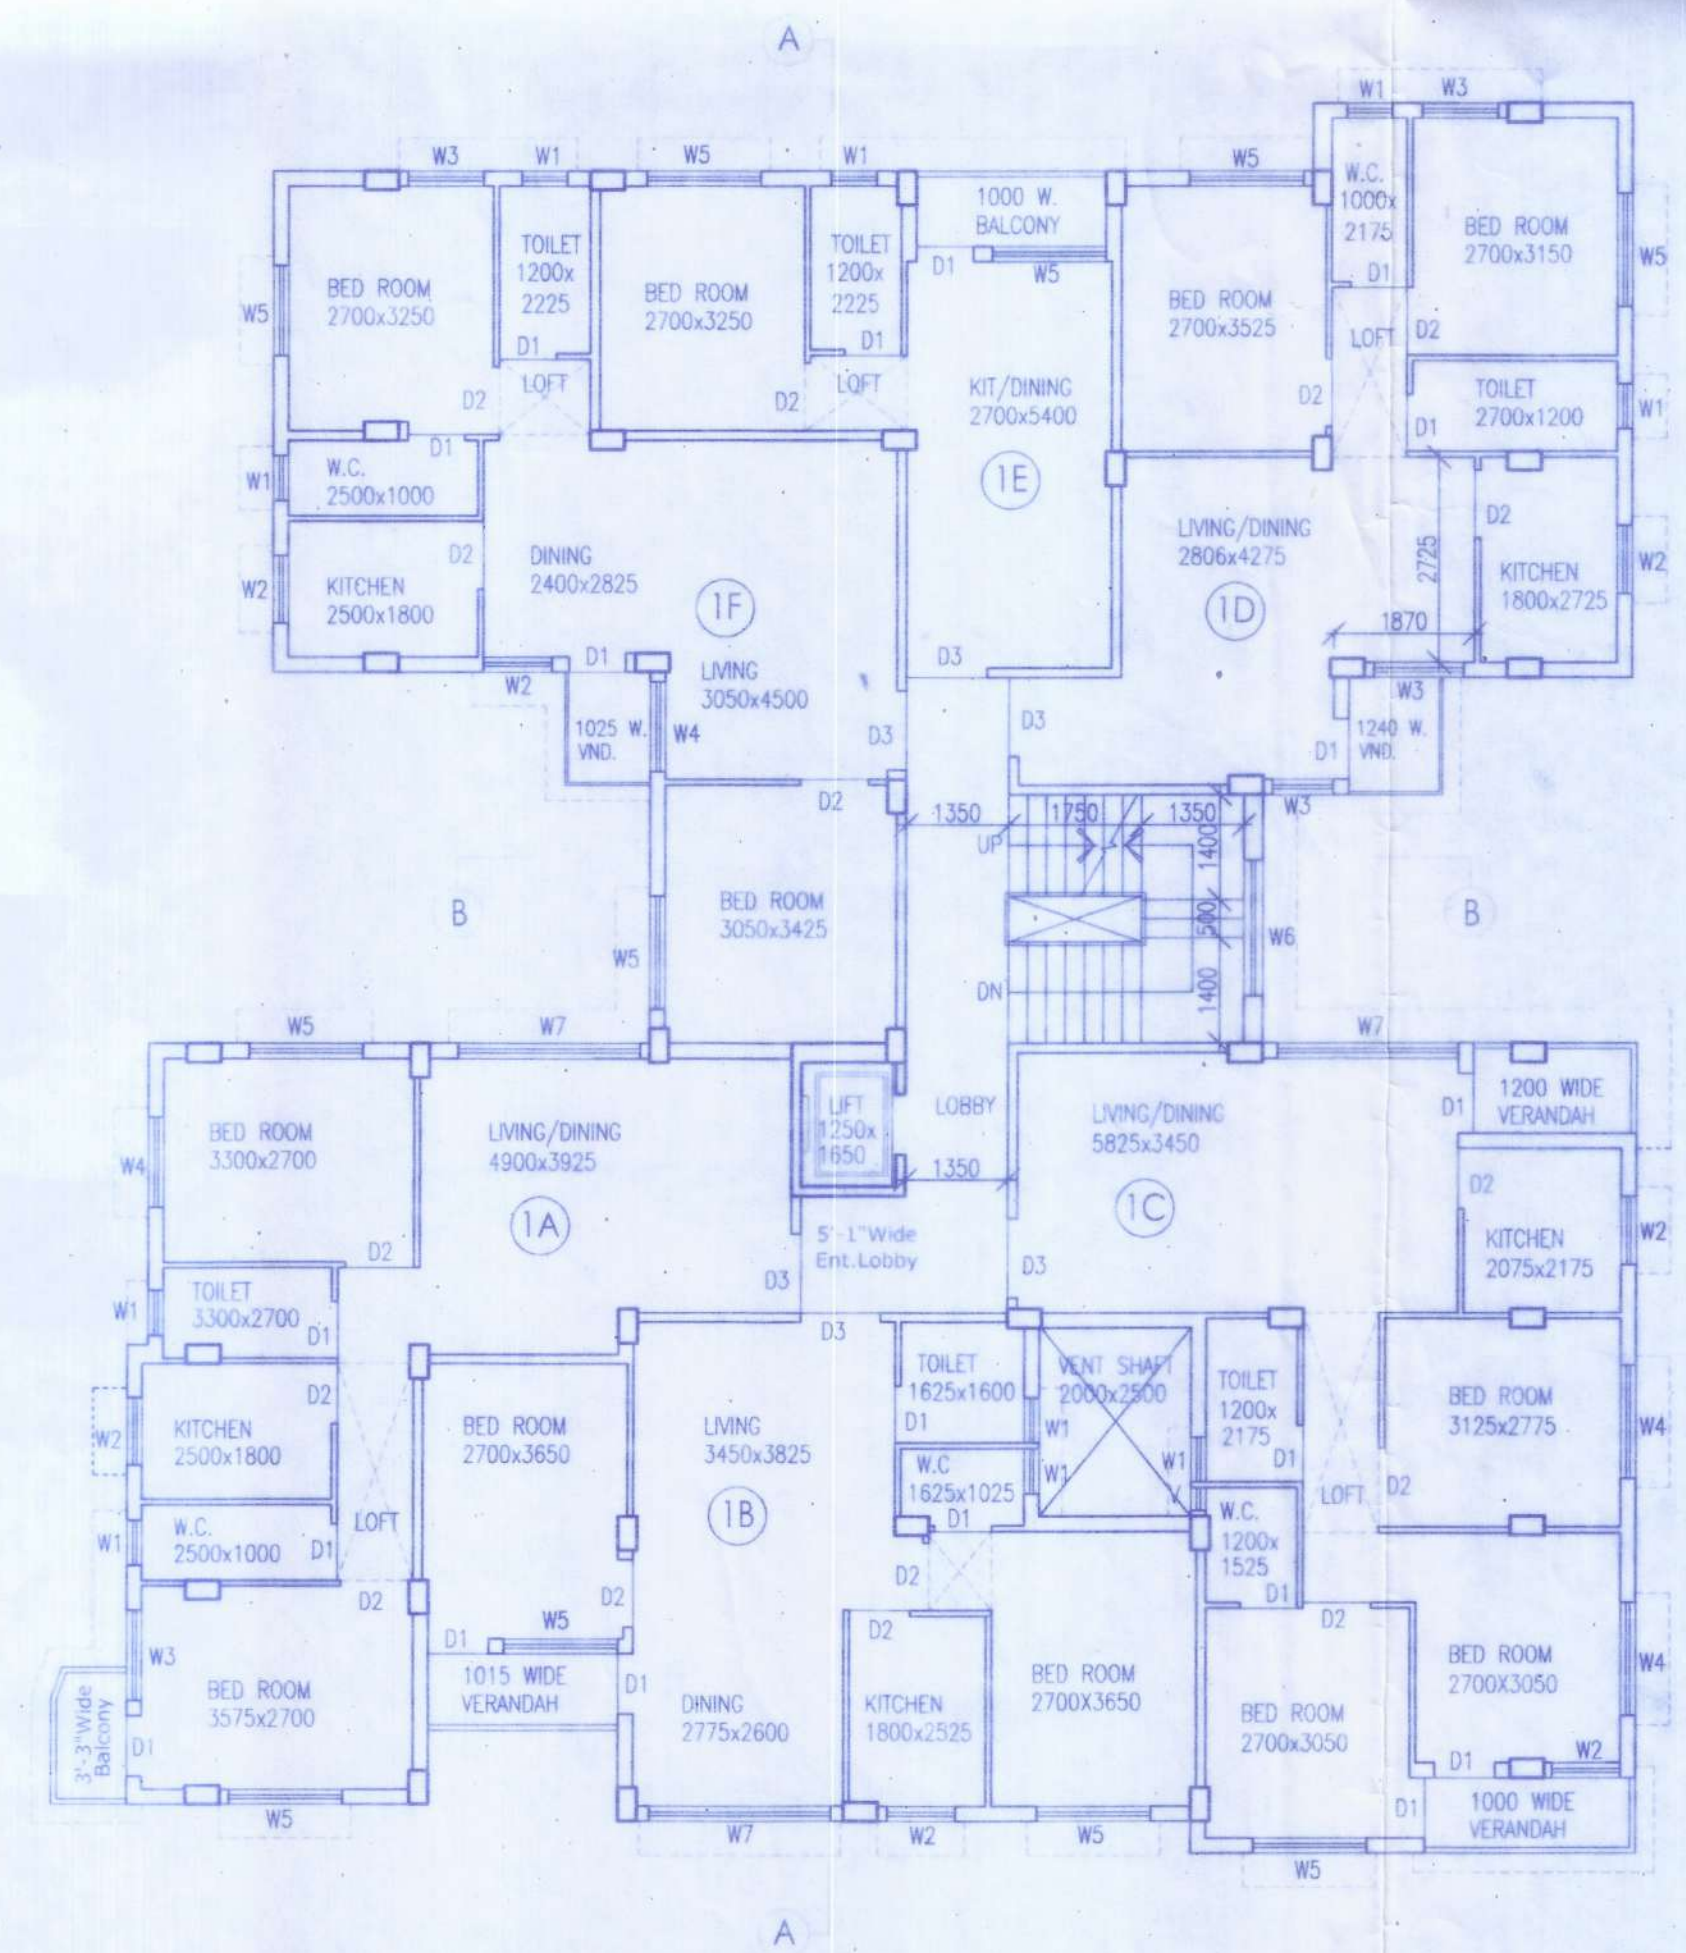 A
W1
W3
W3
W1
W5
W1
W5
W.C.
1000x
2175
D1
BED ROOM
2700x3150
W5
1000 W.
BALCONY
D1
W5
TOILET
1200x
2225
D1
TOILET
1200x
2225
D1
BED ROOM
2700x3250
W5
BED ROOM
2700x3250
BED ROOM
2700x3525
LOFT
D2
D2
LOFT
D2
LOFT
D2
D2
KIT/DINING
2700x5400
1E
TOILET
2700x1200
D1
W1
D1
W.C.
2500x1000
W1
D2
KITCHEN
2500x1800
W2
DINING
2400x2825
1F
LIVING
3050x4500
LIVING/DINING
2806x4275
1D
2725
1870
D2
KITCHEN
1800x2725
W2
D1
W2
D3
W3
1025 W.
VND.
W4
D3
D3
D1
1240 W.
VND.
D2
W3
1350
1750
1350
UP
1400
500
1400
DN
W6
B
B
BED ROOM
3050x3425
W5
W5
W7
W7
BED ROOM
3300x2700
W4
LIVING/DINING
4900x3925
1A
LIFT
1250x
1650
LOBBY
1350
LIVING/DINING
5825x3450
1C
D1
1200 WIDE
VERANDAH
D2
KITCHEN
2075x2175
W2
5'-1"Wide
Ent.Lobby
D2
D3
D3
TOILET
3300x2700
D1
W1
D3
TOILET
1625x1600
D1
VENT SHAFT
2000x2500
W1
W1
W1
V
TOILET
1200x
2175
D1
BED ROOM
3125x2775
W4
D2
KITCHEN
2500x1800
W2
BED ROOM
2700x3650
LIVING
3450x3825
1B
W.C
1625x1025
D1
LOFT
D2
W.C.
2500x1000
D1
W1
LOFT
W.C.
1200x
1525
D1
D2
D2
D2
D2
D2
W5
D1
D1
1015 WIDE
VERANDAH
W3
BED ROOM
3575x2700
3'-3"Wide
Balcony
D1
W5
DINING
2775x2600
KITCHEN
1800x2525
BED ROOM
2700X3650
BED ROOM
2700x3050
BED ROOM
2700X3050
W4
D1
W2
D1
1000 WIDE
VERANDAH
W7
W2
W5
W5
A